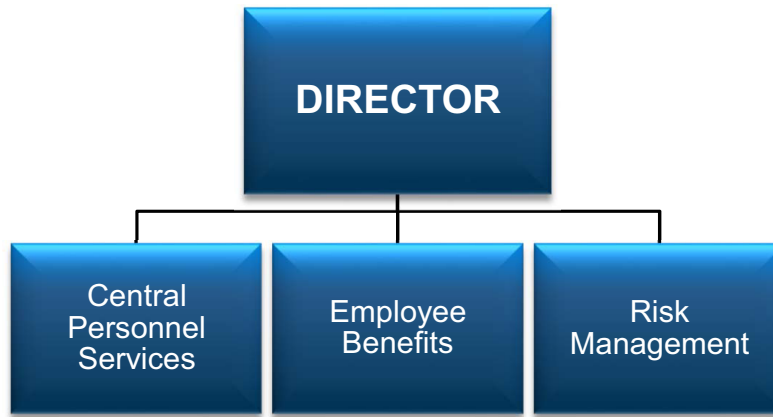 DIRECTOR
Central
Personnel
Services
Employee
Benefits
Risk
Management